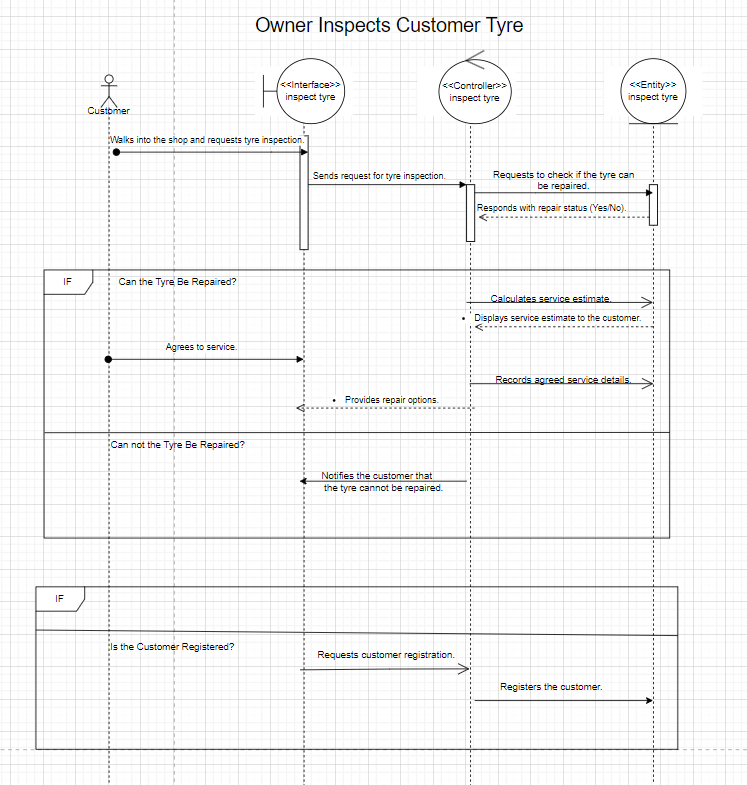 Owner Inspects Customer Tyre
<<Interface>>
inspect tyre
<<Controller>>
inspect tyre
<<Entity>>
inspect tyre
Customer
Walks into the shop and requests tyre inspection.
Sends request for tyre inspection.
Requests to check if the tyre can
be repaired.
Responds with repair status (Yes/No).
IF
Can the Tyre Be Repaired?
Calculates service estimate.
• Displays service estimate to the customer.
Agrees to service.
Records agreed service details.
• Provides repair options.
Can not the Tyre Be Repaired?
Notifies the customer that
the tyre cannot be repaired.
IF
Is the Customer Registered?
Requests customer registration.
Registers the customer.